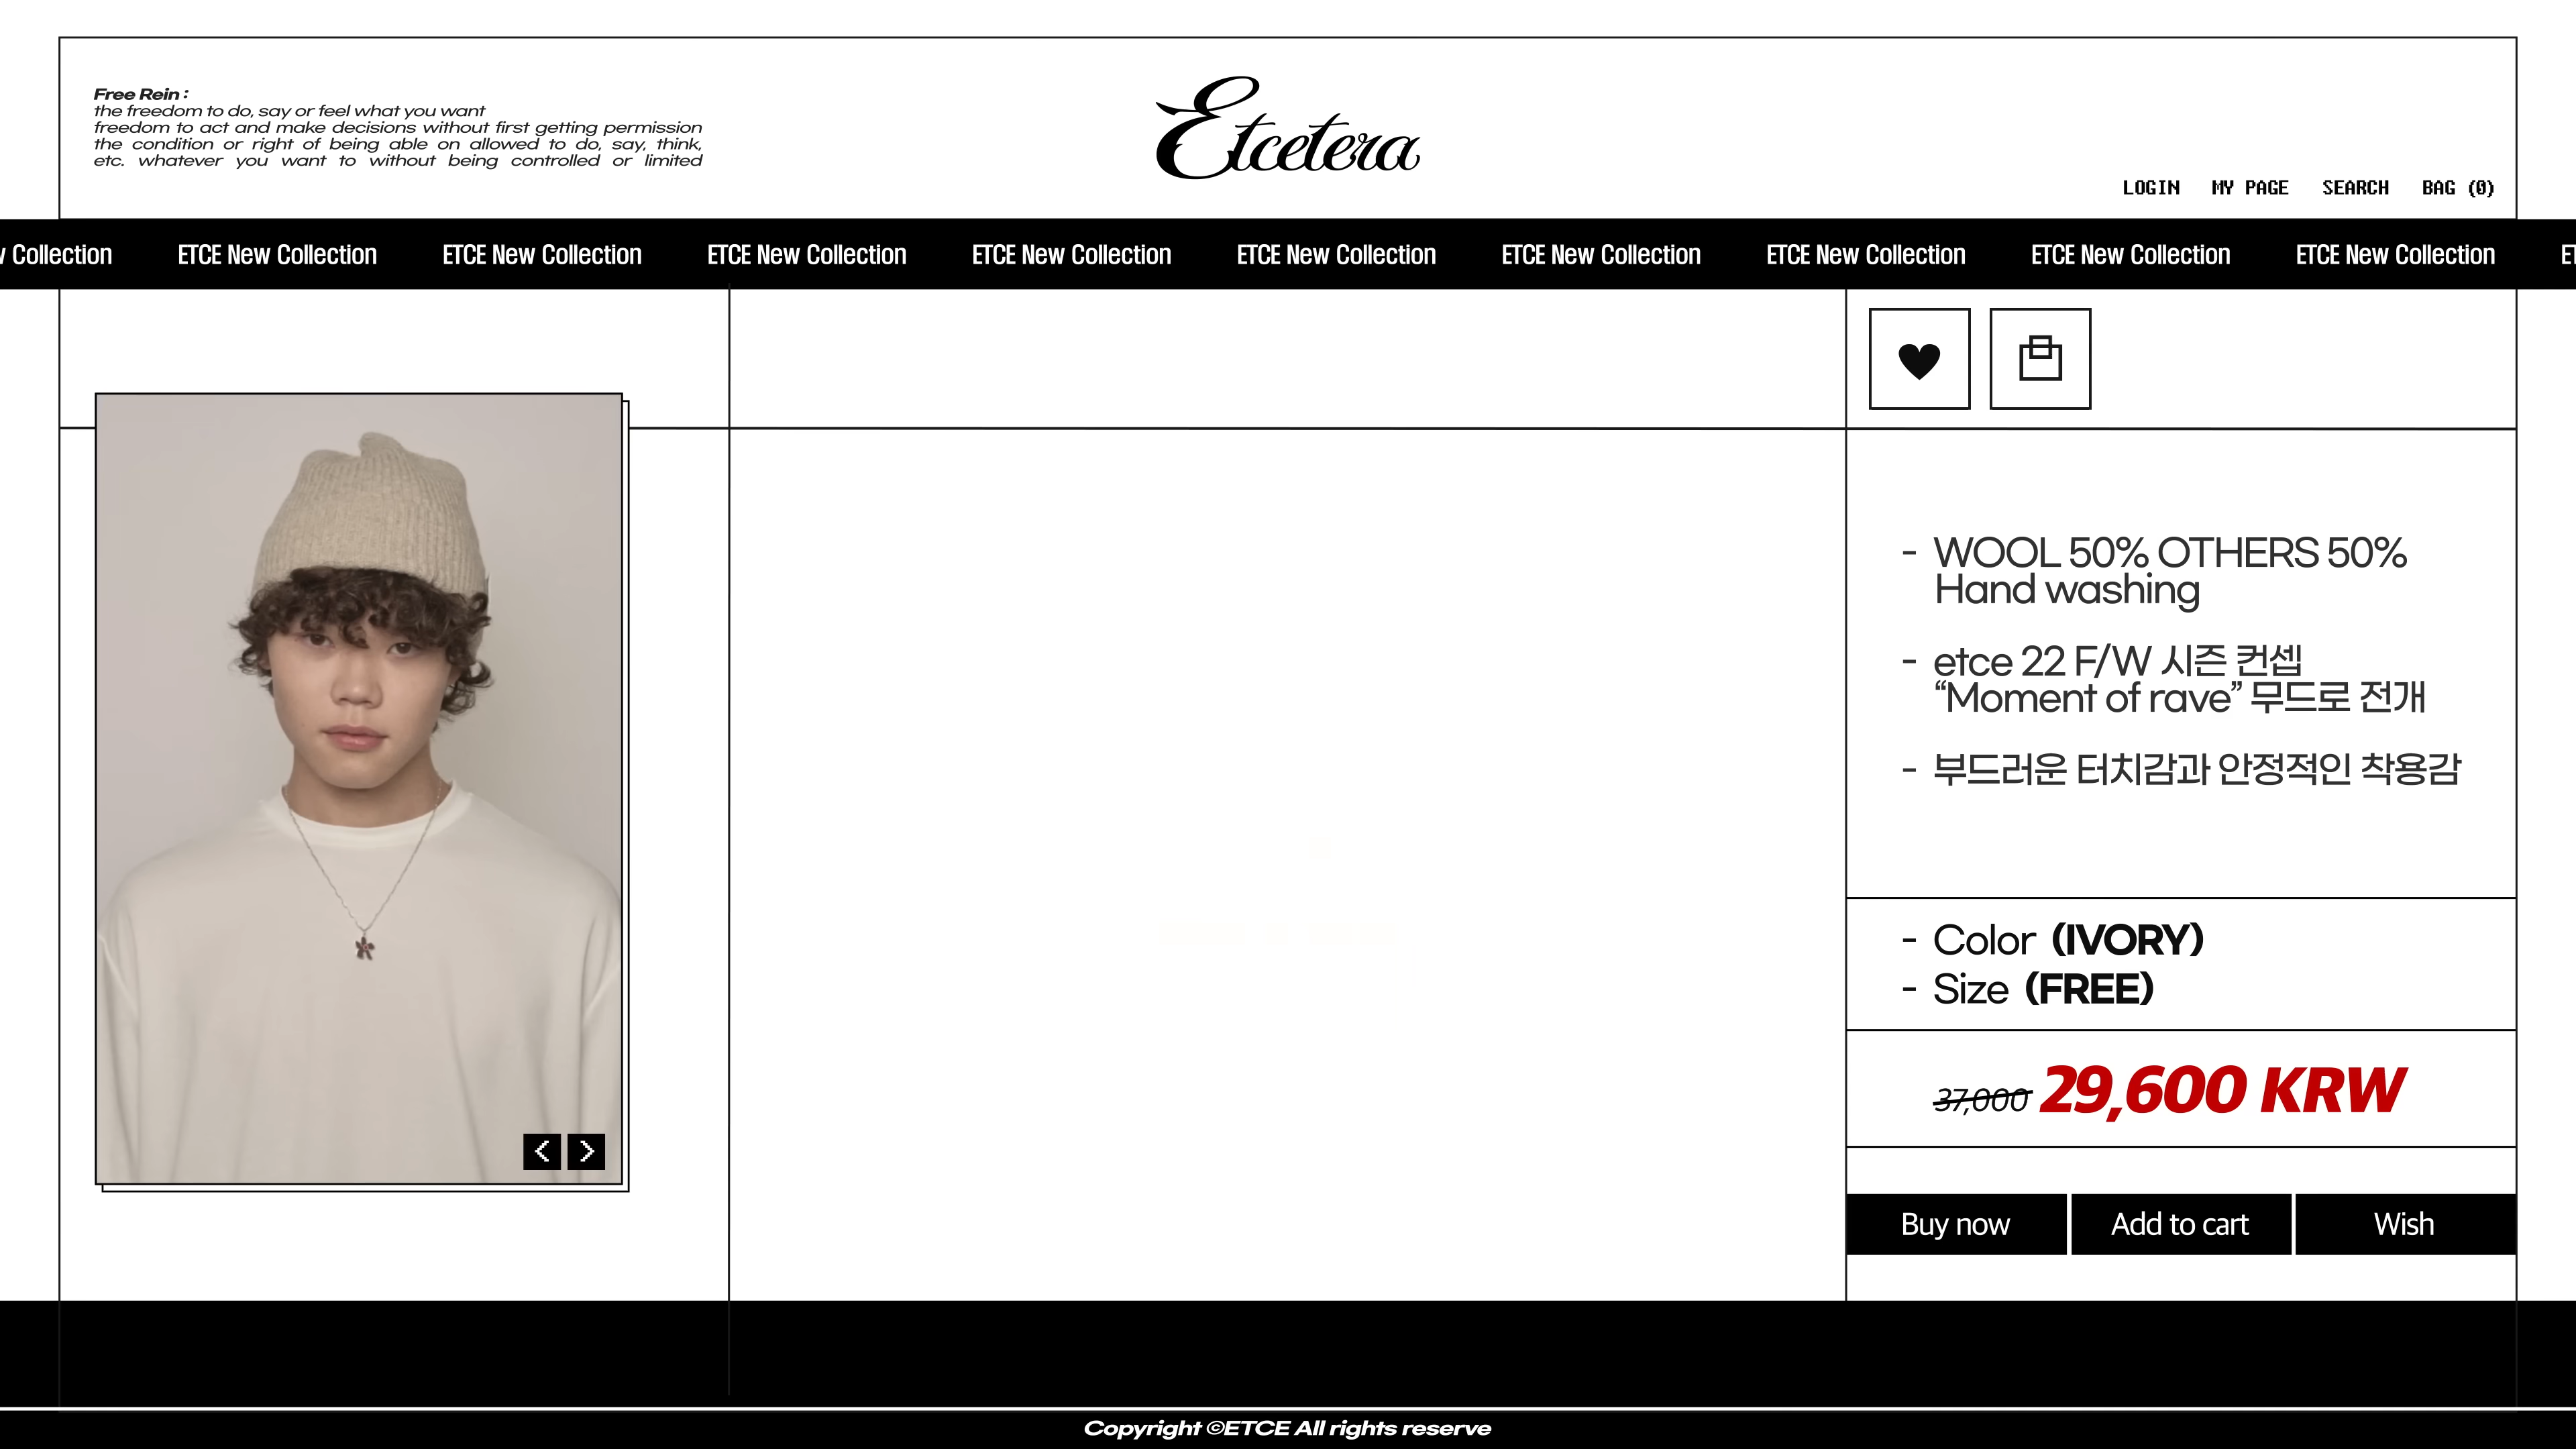 Free Rein :
the freedom to do, say or feel what you want
freedom to act and make decisions without first getting permission
the condition or right of being able on allowed to do, say, think,
etc. whatever you want to without being controlled or limited
Etcetera
LOGIN MY PAGE SEARCH BAG (0)
w Collection ETCE New Collection ETCE New Collection ETCE New Collection ETCE New Collection ETCE New Collection ETCE New Collection ETCE New Collection ETCE New Collection ETCE New Collection ET
- WOOL 50% OTHERS 50%
Hand washing
- etce 22 F/W 시즌 컨셉
“Moment of rave” 무드로 전개
- 부드러운 터치감과 안정적인 착용감
- Color (IVORY)
- Size (FREE)
37,000 29,600 KRW
Buy now Add to cart Wish
Copyright ©ETCE All rights reserve